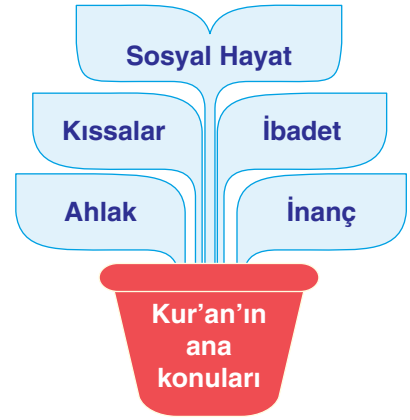 Sosyal Hayat
Kıssalar
İbadet
Ahlak
İnanç
Kur’an’ın
ana
konuları